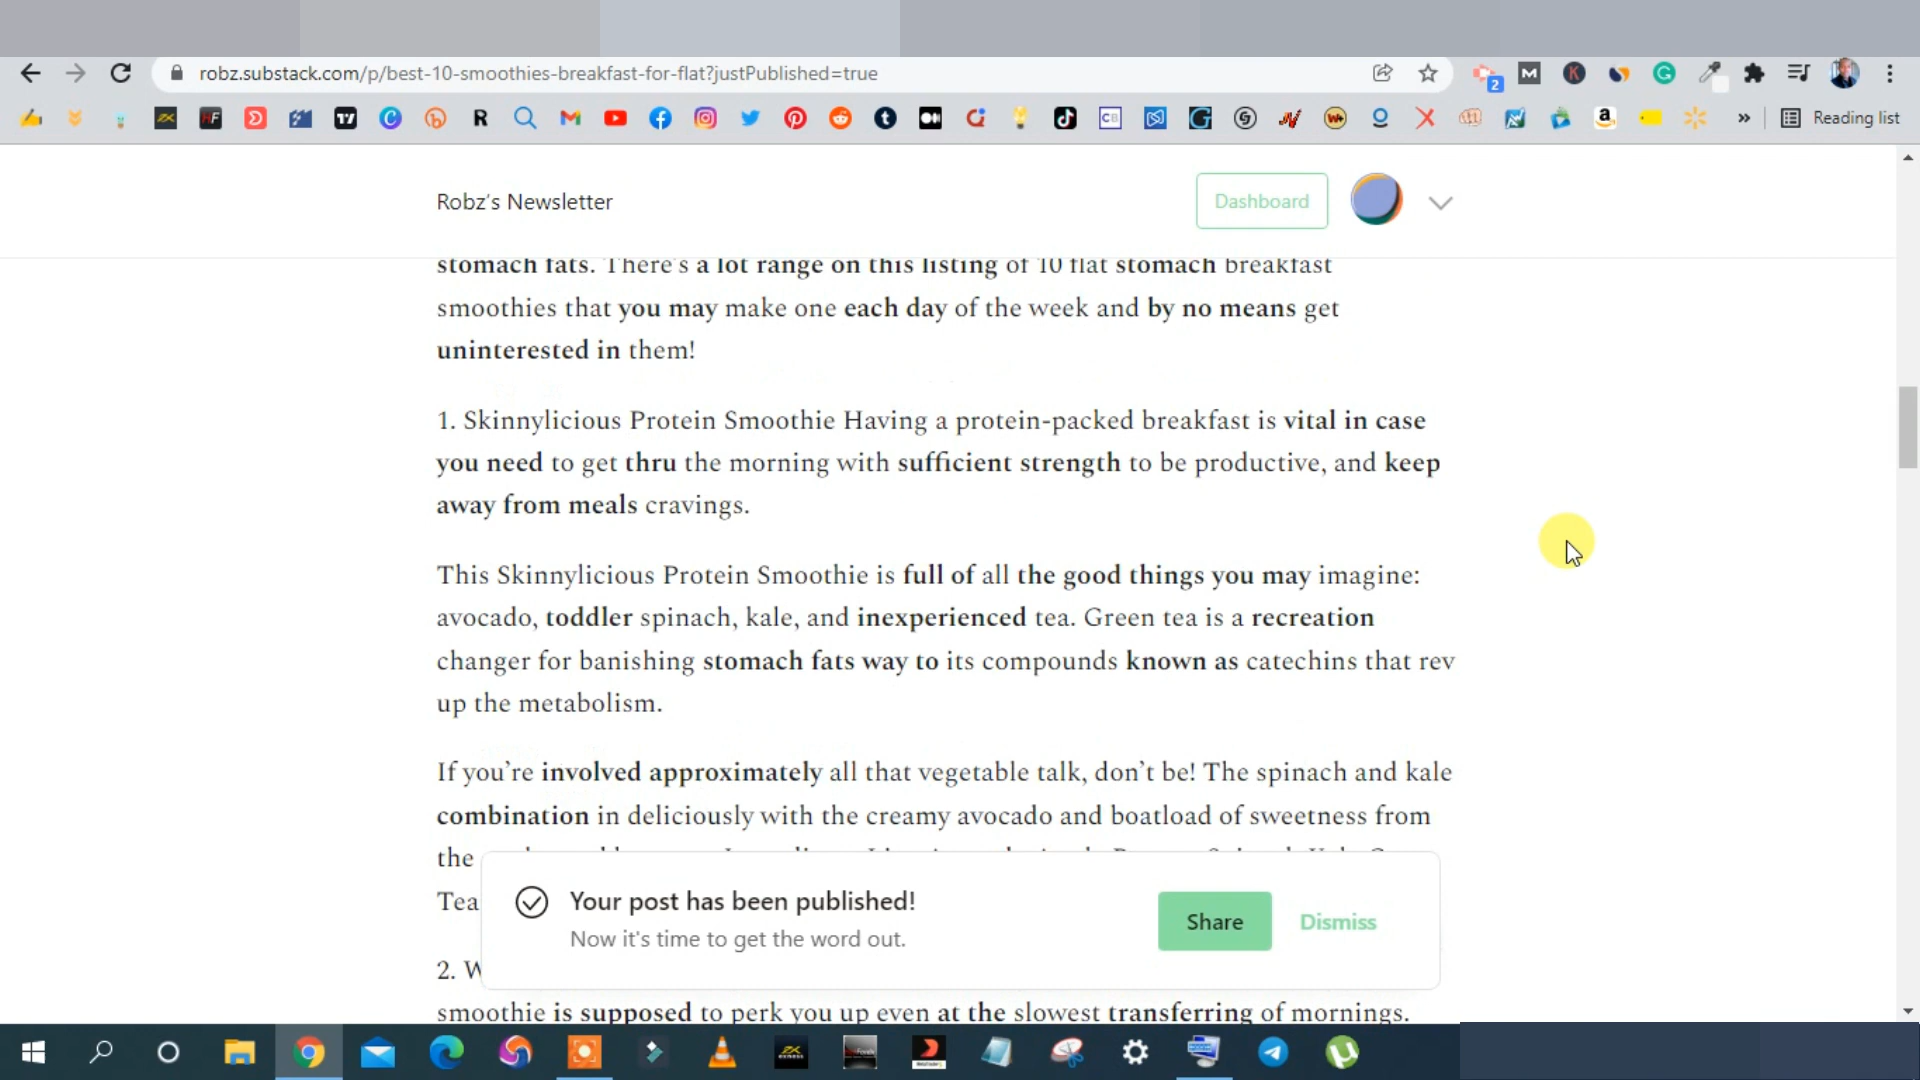 robz.substack.com/p/best-10-smoothies-breakfast-for-flat?justPublished=true
Reading list
Robz's Newsletter
Dashboard
stomach fats. There's a lot range on this listing of 10 flat stomach breakfast
smoothies that you may make one each day of the week and by no means get
uninterested in them!
1. Skinnylicious Protein Smoothie Having a protein-packed breakfast is vital in case
you need to get thru the morning with sufficient strength to be productive, and keep
away from meals cravings.
This Skinnylicious Protein Smoothie is full of all the good things you may imagine:
avocado, toddler spinach, kale, and inexperienced tea. Green tea is a recreation
changer for banishing stomach fats way to its compounds known as catechins that rev
up the metabolism.
If you're involved approximately all that vegetable talk, don't be! The spinach and kale
combination in deliciously with the creamy avocado and boatload of sweetness from
the
Tea
Your post has been published!
Now it's time to get the word out.
Share
Dismiss
2. W
smoothie is supposed to perk you up even at the slowest transferring of mornings.